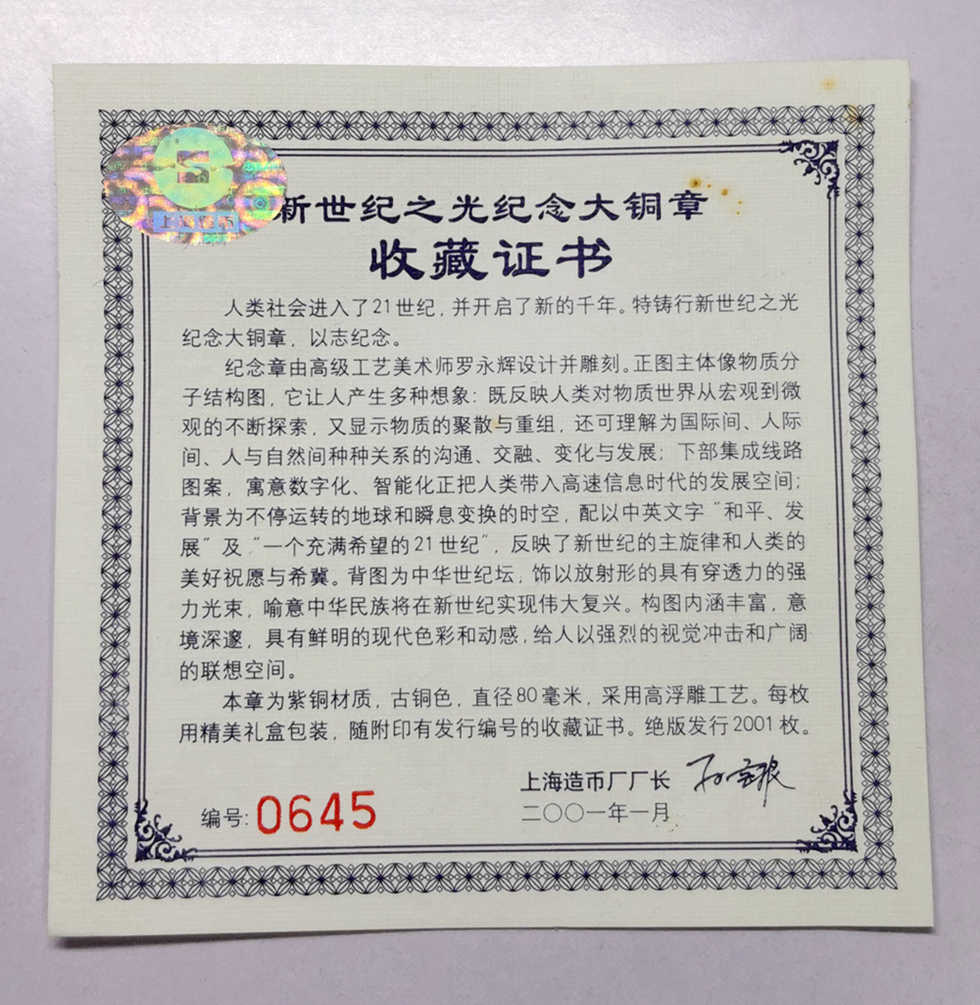 新世纪之光纪念大铜章
收藏证书
人类社会进入了21世纪，并开启了新的千年。特铸行新世纪之光
纪念大铜章，以志纪念。
纪念章由高级工艺美术师罗永辉设计并雕刻。正图主体像物质分
子结构图，它让人产生多种想象：既反映人类对物质世界从宏观到微
观的不断探索，又显示物质的聚散与重组，还可理解为国际间、人际
间、人与自然间种种关系的沟通、交融、变化与发展；下部集成线路
图案，寓意数字化、智能化正把人类带入高速信息时代的发展空间；
背景为不停运转的地球和瞬息变换的时空，配以中英文字“和平、发
展”及“一个充满希望的21世纪”，反映了新世纪的主旋律和人类的
美好祝愿与希冀。背图为中华世纪坛，饰以放射形的具有穿透力的强
力光束，喻意中华民族将在新世纪实现伟大复兴。构图内涵丰富，意
境深邃，具有鲜明的现代色彩和动感，给人以强烈的视觉冲击和广阔
的联想空间。
本章为紫铜材质，古铜色，直径80毫米，采用高浮雕工艺。每枚
用精美礼盒包装，随附印有发行编号的收藏证书。绝版发行2001枚。
上海造币厂厂长
二〇〇一年一月
编号:0645